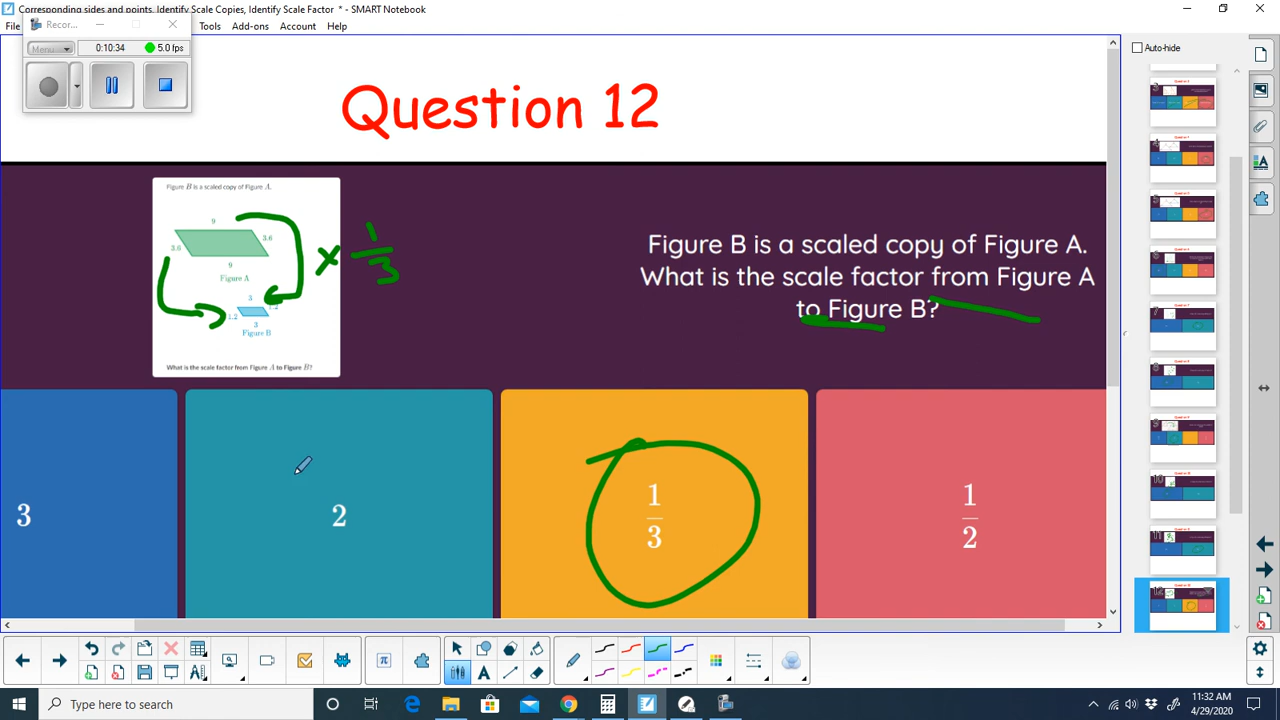 Corresponding sides and points, Identify Scale Copies, Identify Scale Factor * - SMART Notebook
File
Recor...
Tools Add-ons Account Help
Menu
0:10:34
5.0 fps
Auto-hide
Question 12
Figure B is a scaled copy of Figure A.
9
3.6
3.6
9
Figure A
3
1.2
3
Figure B
What is the scale factor from Figure A to Figure B?
× 1/3
Figure B is a scaled copy of Figure A.
What is the scale factor from Figure A
to Figure B?
3
2
1/3
1/2
7
10
11
Type here to search
11:32 AM
4/29/2020